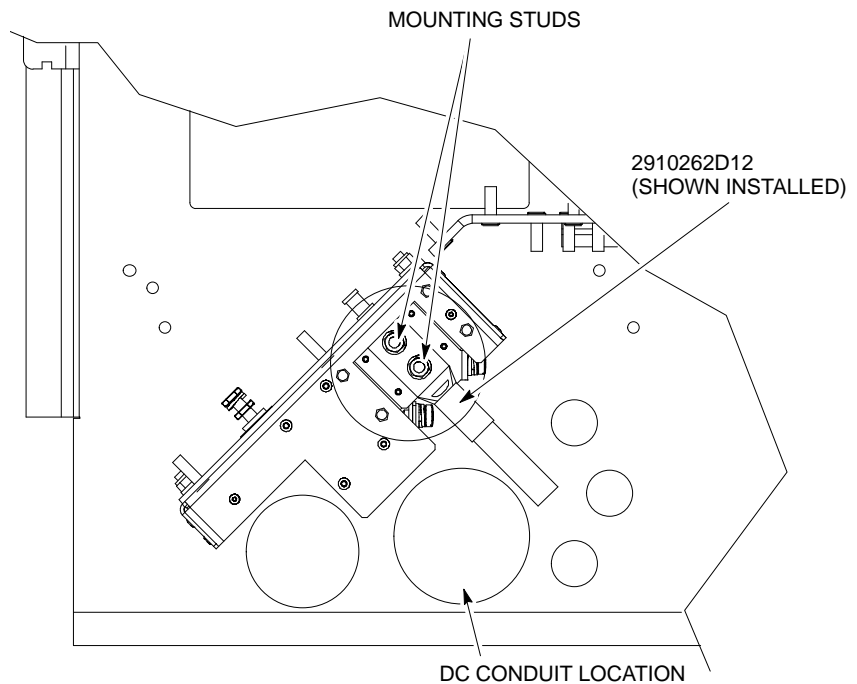 MOUNTING STUDS
2910262D12
(SHOWN INSTALLED)
DC CONDUIT LOCATION